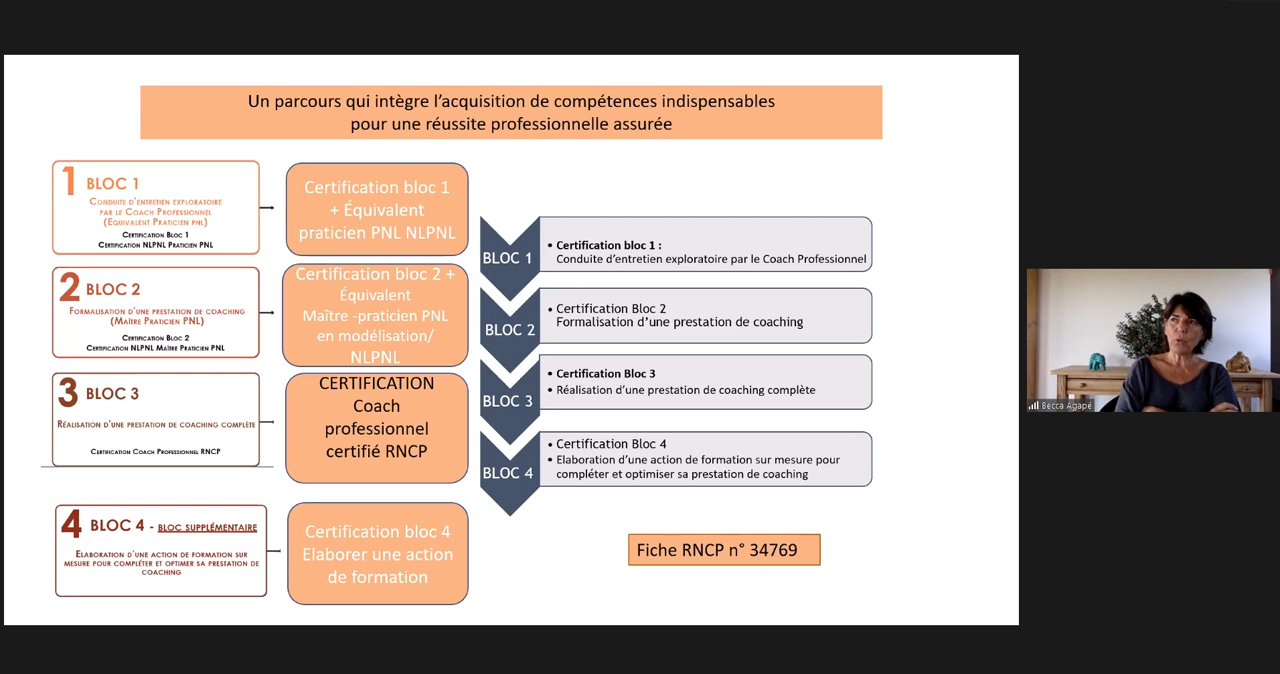 Un parcours qui intègre l’acquisition de compétences indispensables
pour une réussite professionnelle assurée
1 BLOC 1
Conduite d'entretien exploratoire
par le Coach Professionnel
(Equivalent Praticien pnl)
Certification Bloc 1
Certification NLPNL Praticien PNL
Certification bloc 1
+ Équivalent
praticien PNL NLPNL
2 BLOC 2
Formalisation d'une prestation de coaching
(Maître Praticien PNL)
Certification Bloc 2
Certification NLPNL Maître Praticien PNL
Certification bloc 2 +
Équivalent
Maître -praticien PNL
en modélisation/
NLPNL
3 BLOC 3
Réalisation d'une prestation de coaching complète
Certification Coach Professionnel RNCP
CERTIFICATION
Coach
professionnel
certifié RNCP
4 BLOC 4 - BLOC SUPPLÉMENTAIRE
Elaboration d'une action de formation sur
mesure pour compléter et optimer sa prestation de
coaching
Certification bloc 4
Elaborer une action
de formation
BLOC 1
• Certification bloc 1 :
Conduite d’entretien exploratoire par le Coach Professionnel
BLOC 2
• Certification Bloc 2
Formalisation d’une prestation de coaching
BLOC 3
• Certification Bloc 3
• Réalisation d’une prestation de coaching complète
BLOC 4
• Certification Bloc 4
• Elaboration d’une action de formation sur mesure pour
compléter et optimiser sa prestation de coaching
Fiche RNCP n° 34769
Becca Agapé